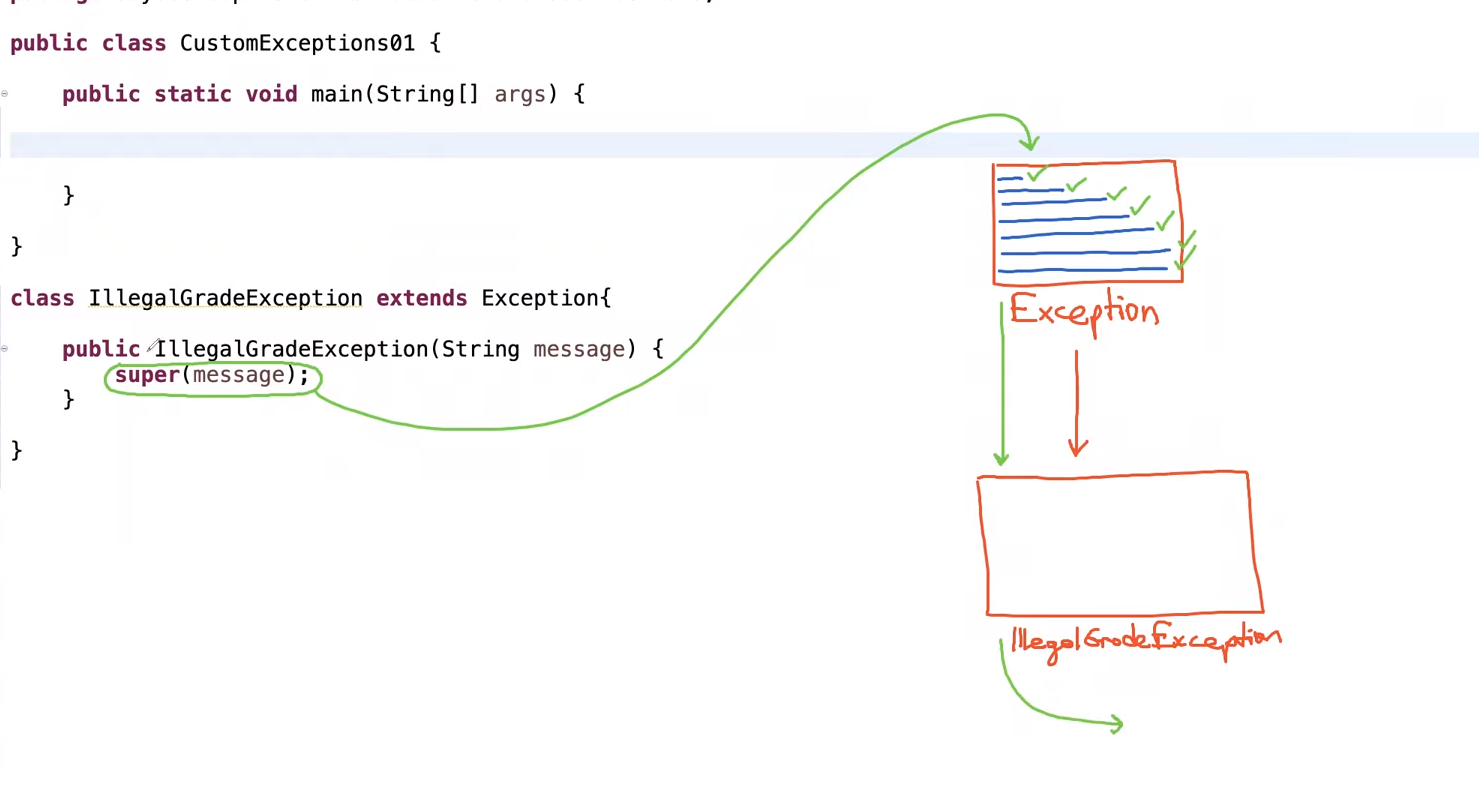 public class CustomExceptions01 {
public static void main(String[] args) {
}
}
class IllegalGradeException extends Exception{
public IllegalGradeException(String message) {
super(message);
}
}
Exception
IllegalGradeException